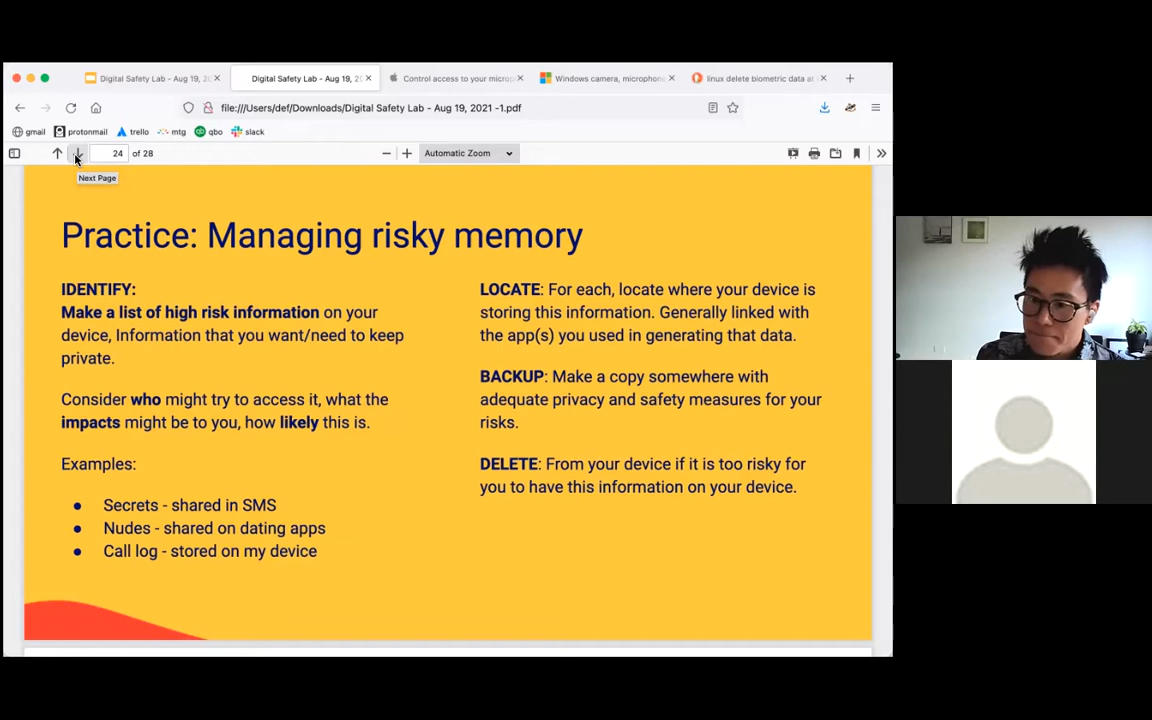 Digital Safety Lab - Aug 19, 20
Digital Safety Lab - Aug 19, 20
Control access to your microp
Windows camera, microphone
linux delete biometric data at
file:///Users/def/Downloads/Digital Safety Lab - Aug 19, 2021 -1.pdf
gmail protonmail trello mtg qbo slack
24 of 28 Automatic Zoom
Next Page
Practice: Managing risky memory
IDENTIFY:
Make a list of high risk information on your
device, Information that you want/need to keep
private.
Consider who might try to access it, what the
impacts might be to you, how likely this is.
Examples:
● Secrets - shared in SMS
● Nudes - shared on dating apps
● Call log - stored on my device
LOCATE: For each, locate where your device is
storing this information. Generally linked with
the app(s) you used in generating that data.
BACKUP: Make a copy somewhere with
adequate privacy and safety measures for your
risks.
DELETE: From your device if it is too risky for
you to have this information on your device.